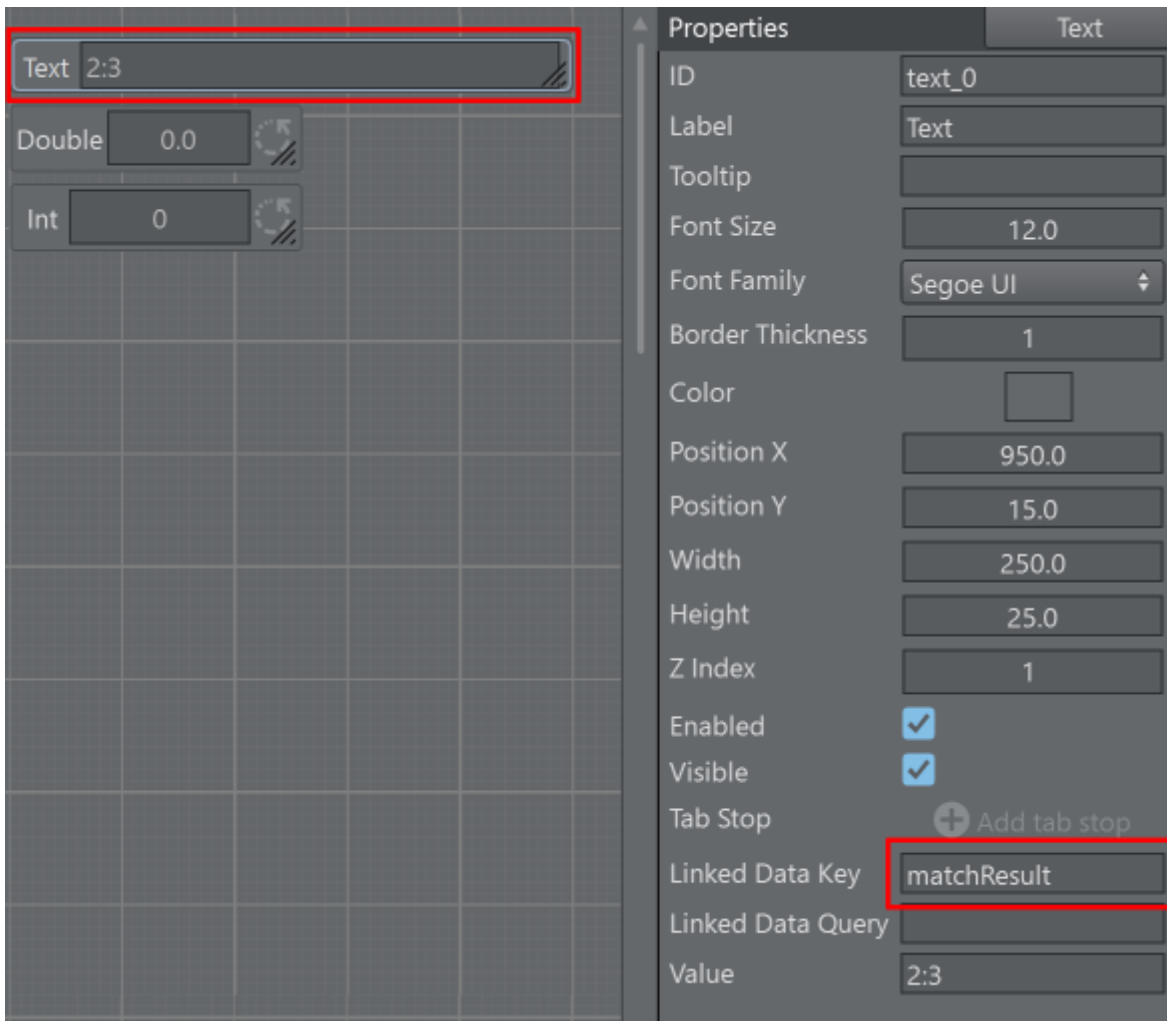 Text 2:3
Double 0.0
Int 0
Properties Text
ID text_0
Label Text
Tooltip
Font Size 12.0
Font Family Segoe UI
Border Thickness 1
Color
Position X 950.0
Position Y 15.0
Width 250.0
Height 25.0
Z Index 1
Enabled
Visible
Tab Stop Add tab stop
Linked Data Key matchResult
Linked Data Query
Value 2:3